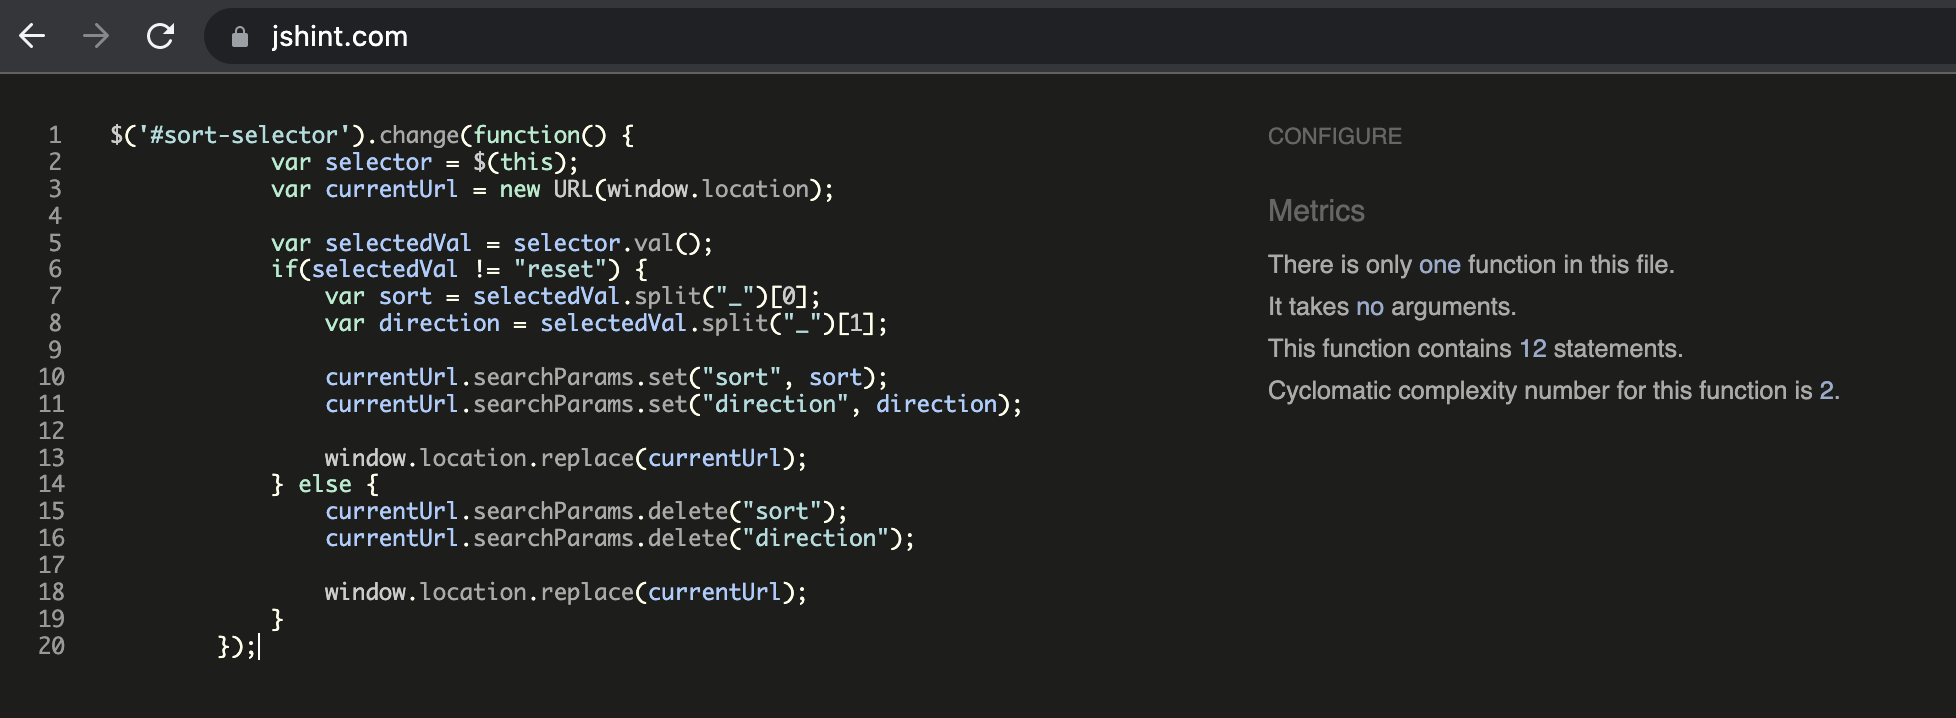 jshint.com
1 $('#sort-selector').change(function() {
2 var selector = $(this);
3 var currentUrl = new URL(window.location);
4
5 var selectedVal = selector.val();
6 if(selectedVal != "reset") {
7 var sort = selectedVal.split("_")[0];
8 var direction = selectedVal.split("_")[1];
9
10 currentUrl.searchParams.set("sort", sort);
11 currentUrl.searchParams.set("direction", direction);
12
13 window.location.replace(currentUrl);
14 } else {
15 currentUrl.searchParams.delete("sort");
16 currentUrl.searchParams.delete("direction");
17
18 window.location.replace(currentUrl);
19 }
20 });
CONFIGURE
Metrics
There is only one function in this file.
It takes no arguments.
This function contains 12 statements.
Cyclomatic complexity number for this function is 2.